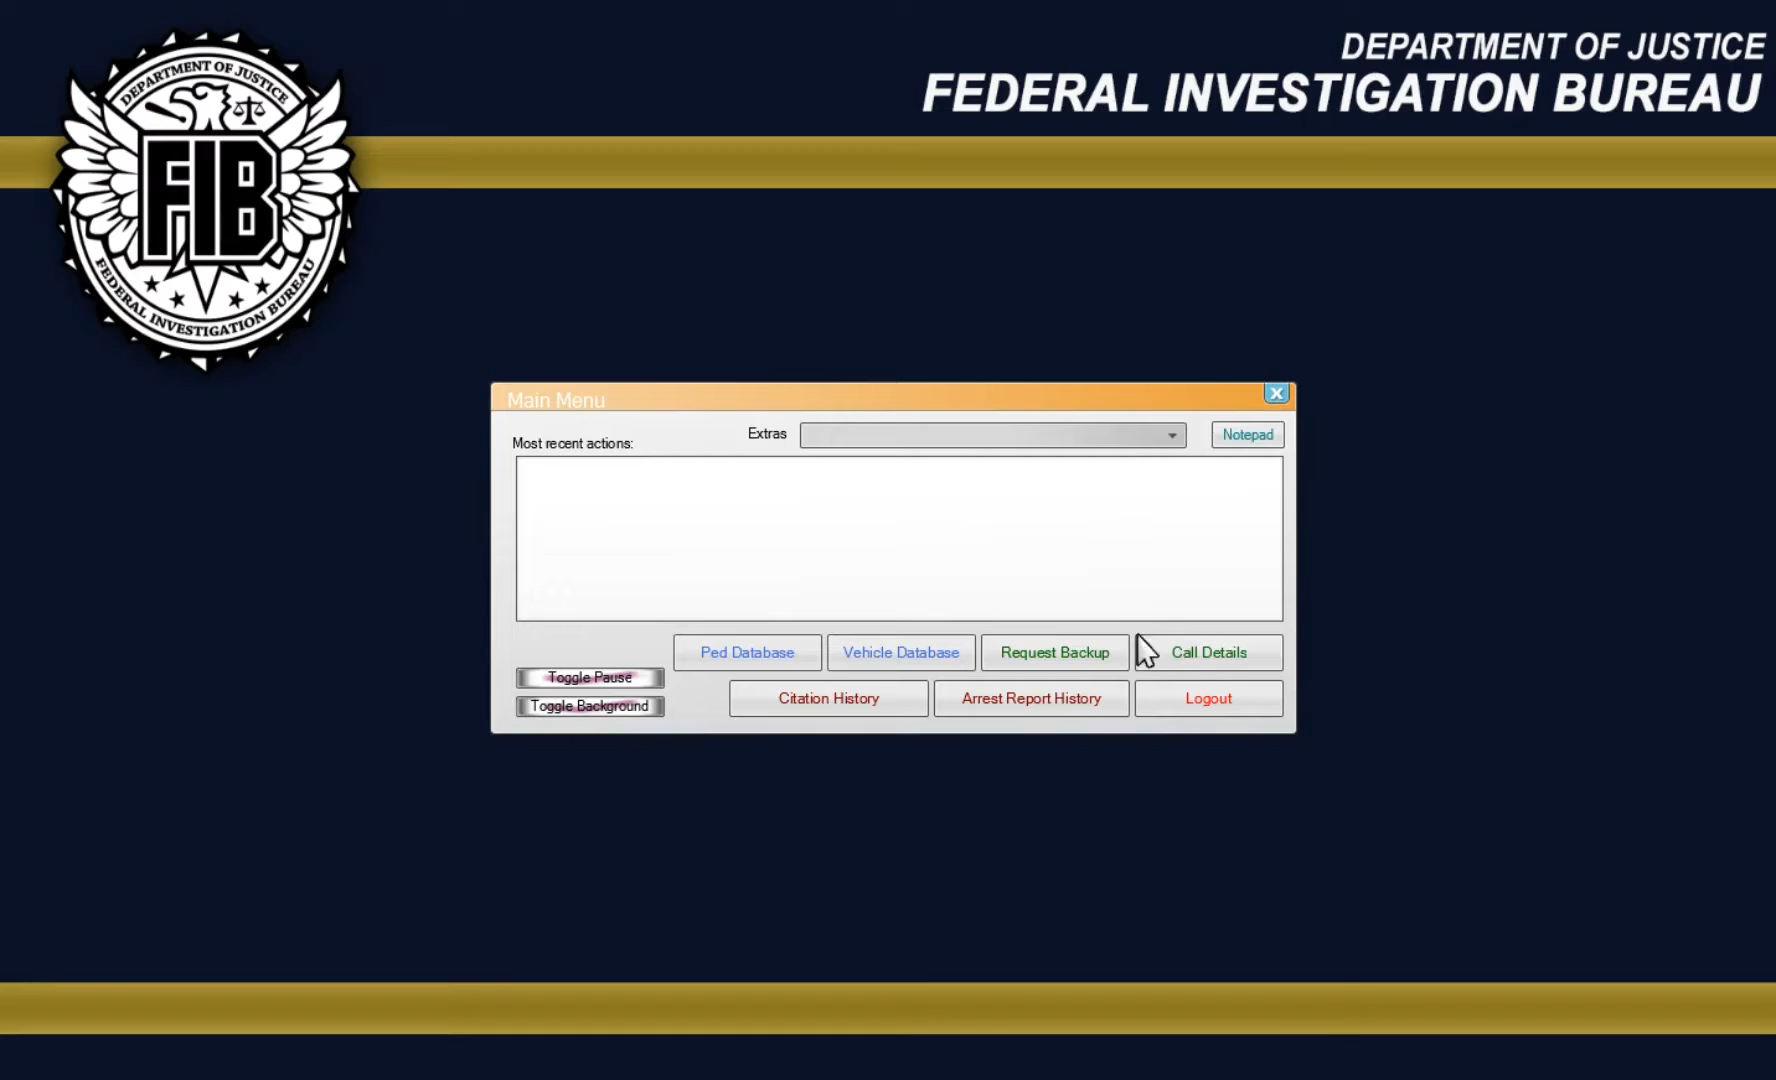 DEPARTMENT OF JUSTICE
FEDERAL INVESTIGATION BUREAU
DEPARTMENT OF JUSTICE
FIB
FEDERAL INVESTIGATION BUREAU
Main Menu
Most recent actions:
Extras
Notepad
Ped Database
Vehicle Database
Request Backup
Call Details
Toggle Pause
Toggle Background
Citation History
Arrest Report History
Logout